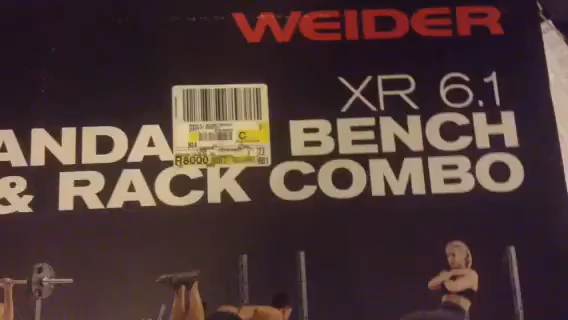 WEIDER
XR 6.1
ANDA BENCH
C
R8000
& RACK COMBO